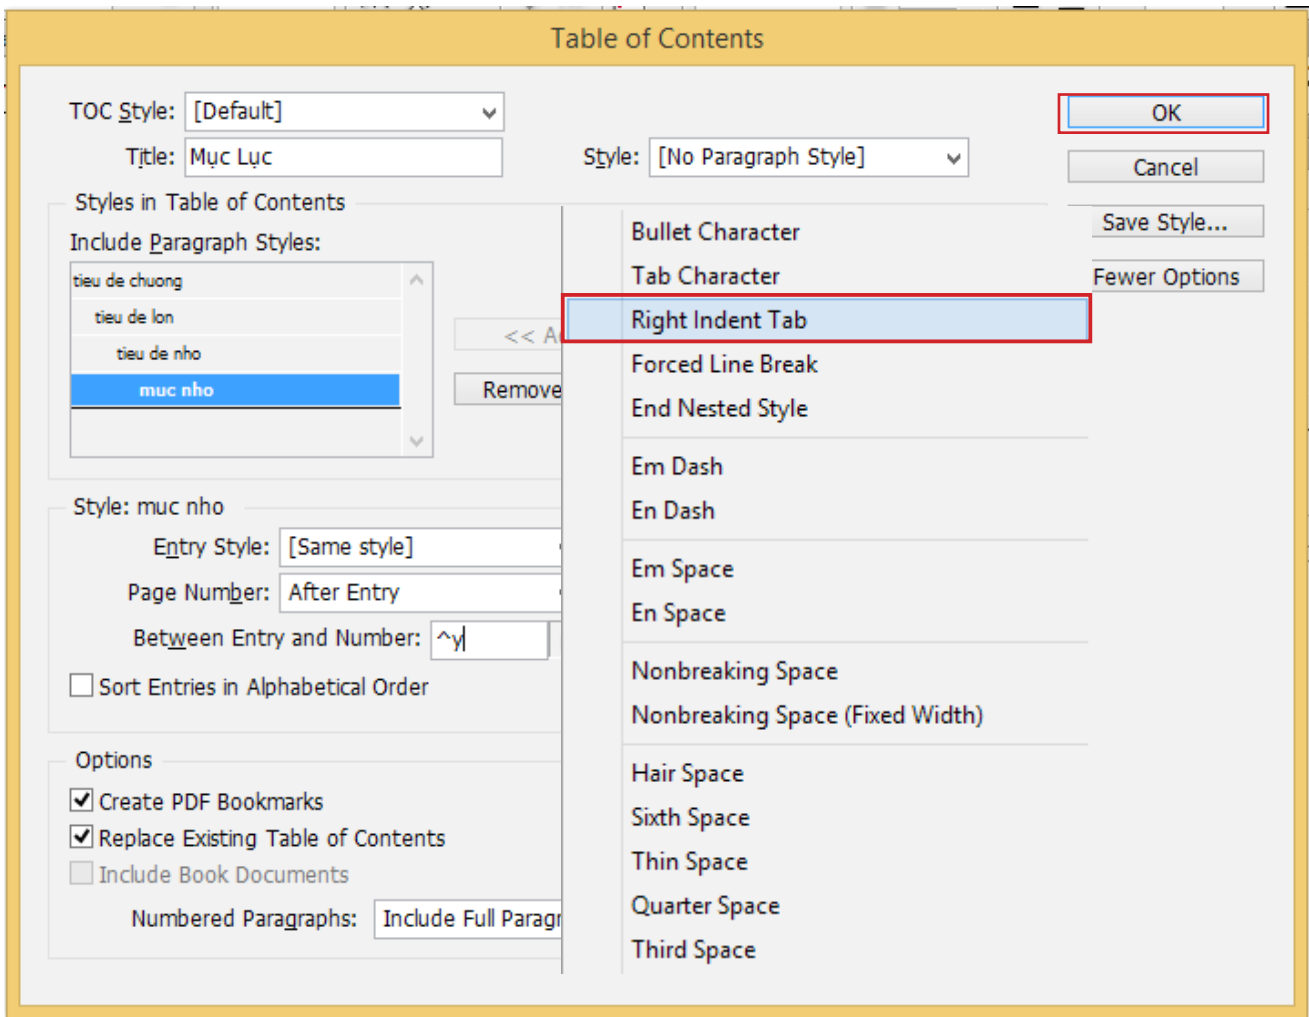 Table of Contents
TOC Style: [Default]
OK
Title: Mục Lục
Style: [No Paragraph Style]
Cancel
Styles in Table of Contents
Save Style...
Include Paragraph Styles:
Fewer Options
tieu de chuong
tieu de lon
tieu de nho
muc nho
<< A
Remove
Bullet Character
Tab Character
Right Indent Tab
Forced Line Break
End Nested Style
Em Dash
En Dash
Em Space
En Space
Nonbreaking Space
Nonbreaking Space (Fixed Width)
Hair Space
Sixth Space
Thin Space
Quarter Space
Third Space
Style: muc nho
Entry Style: [Same style]
Page Number: After Entry
Between Entry and Number: ^y
Sort Entries in Alphabetical Order
Options
Create PDF Bookmarks
Replace Existing Table of Contents
Include Book Documents
Numbered Paragraphs: Include Full Paragr